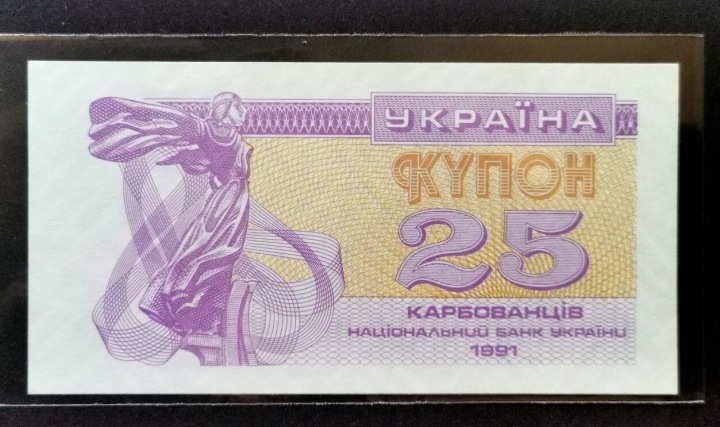 УКРАЇНА
КУПОН
25
КАРБОВАНЦІВ
НАЦІОНАЛЬНИЙ БАНК УКРАЇНИ
1991